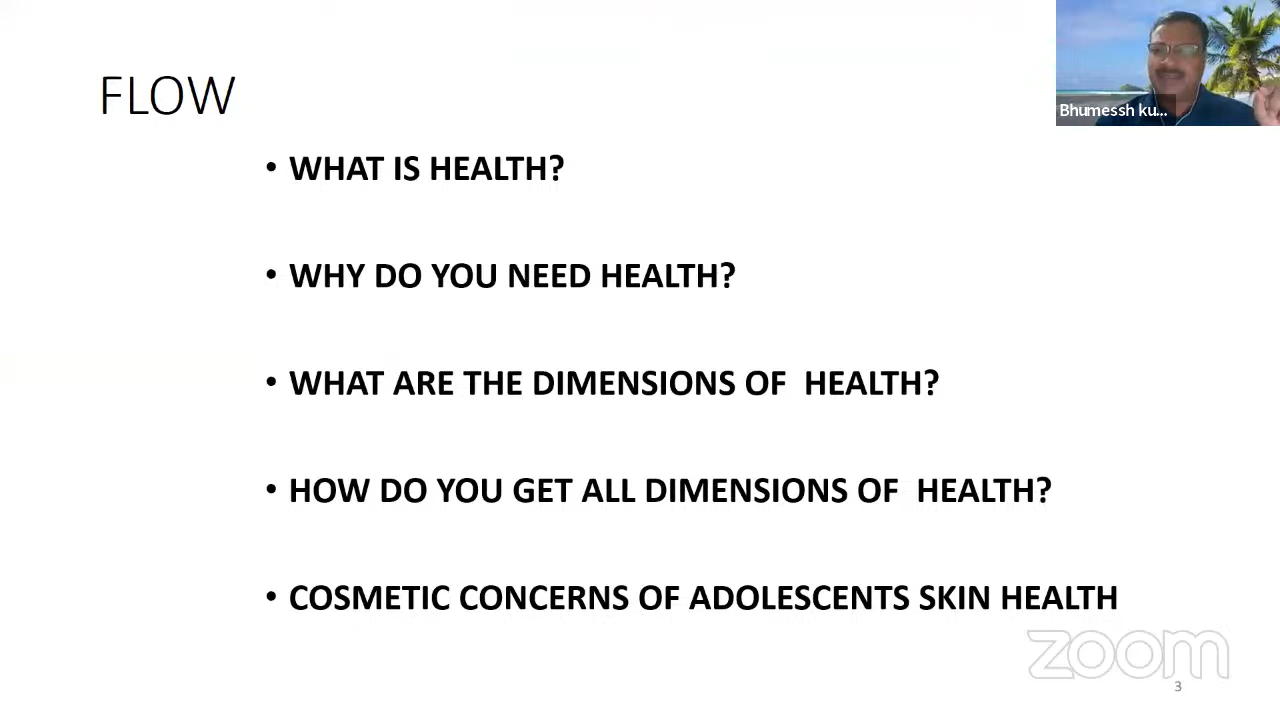 FLOW
Bhumessh ku...
• WHAT IS HEALTH?
• WHY DO YOU NEED HEALTH?
• WHAT ARE THE DIMENSIONS OF  HEALTH?
• HOW DO YOU GET ALL DIMENSIONS OF  HEALTH?
• COSMETIC CONCERNS OF ADOLESCENTS SKIN HEALTH
zoom
3